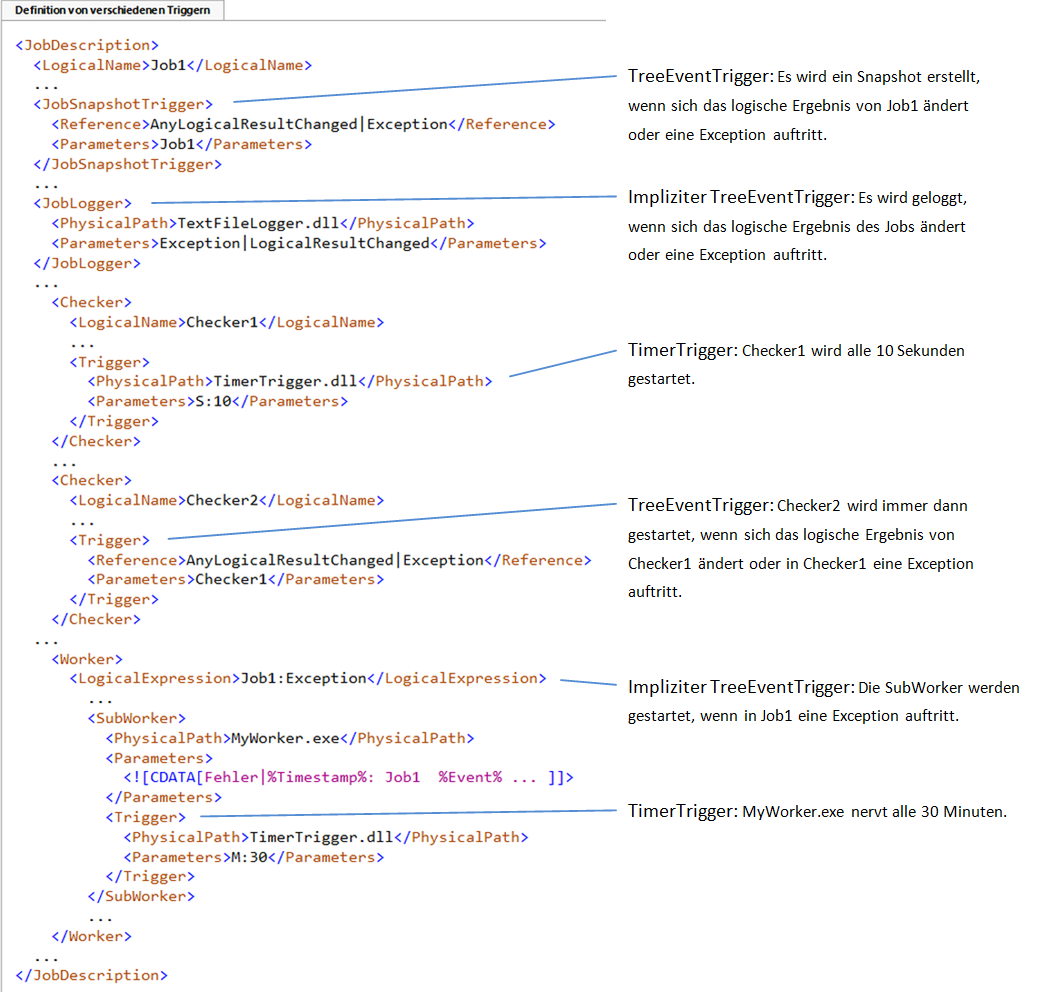 Definition von verschiedenen Triggern
<JobDescription>
<LogicalName>Job1</LogicalName>
...
<JobSnapshotTrigger>
<Reference>AnyLogicalResultChanged|Exception</Reference>
<Parameters>Job1</Parameters>
</JobSnapshotTrigger>
...
<JobLogger>
<PhysicalPath>TextFileLogger.dll</PhysicalPath>
<Parameters>Exception|LogicalResultChanged</Parameters>
</JobLogger>
...
<Checker>
<LogicalName>Checker1</LogicalName>
...
<Trigger>
<PhysicalPath>TimerTrigger.dll</PhysicalPath>
<Parameters>S:10</Parameters>
</Trigger>
</Checker>
...
<Checker>
<LogicalName>Checker2</LogicalName>
...
<Trigger>
<Reference>AnyLogicalResultChanged|Exception</Reference>
<Parameters>Checker1</Parameters>
</Trigger>
</Checker>
...
<Worker>
<LogicalExpression>Job1:Exception</LogicalExpression>
...
<SubWorker>
<PhysicalPath>MyWorker.exe</PhysicalPath>
<Parameters>
<![CDATA[Fehler|%Timestamp%: Job1  %Event% ... ]]>
</Parameters>
<Trigger>
<PhysicalPath>TimerTrigger.dll</PhysicalPath>
<Parameters>M:30</Parameters>
</Trigger>
</SubWorker>
...
</Worker>
...
</JobDescription>
TreeEventTrigger: Es wird ein Snapshot erstellt,
wenn sich das logische Ergebnis von Job1 ändert
oder eine Exception auftritt.
Impliziter TreeEventTrigger: Es wird geloggt,
wenn sich das logische Ergebnis des Jobs ändert
oder eine Exception auftritt.
TimerTrigger: Checker1 wird alle 10 Sekunden
gestartet.
TreeEventTrigger: Checker2 wird immer dann
gestartet, wenn sich das logische Ergebnis von
Checker1 ändert oder in Checker1 eine Exception
auftritt.
Impliziter TreeEventTrigger: Die SubWorker werden
gestartet, wenn in Job1 eine Exception auftritt.
TimerTrigger: MyWorker.exe nervt alle 30 Minuten.